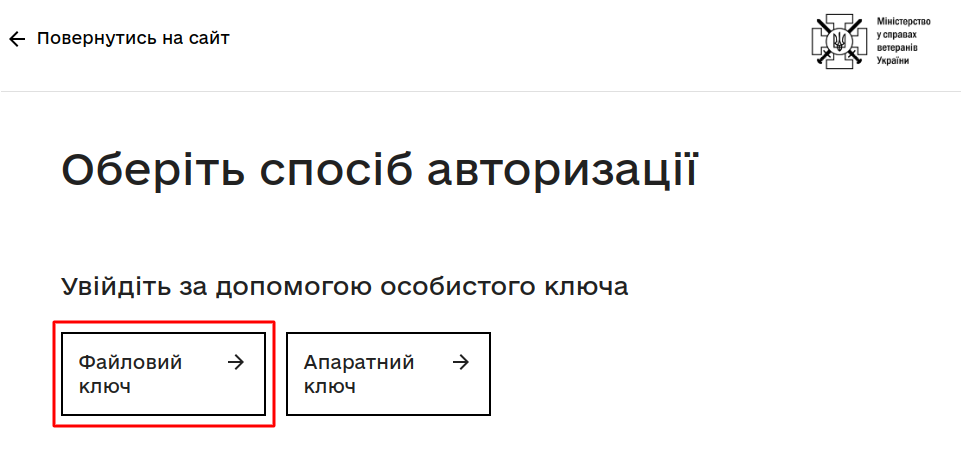 ← Повернутись на сайт
Міністерство
у справах
ветеранів
України
Оберіть спосіб авторизації
Увійдіть за допомогою особистого ключа
Файловий →
ключ
Апаратний →
ключ